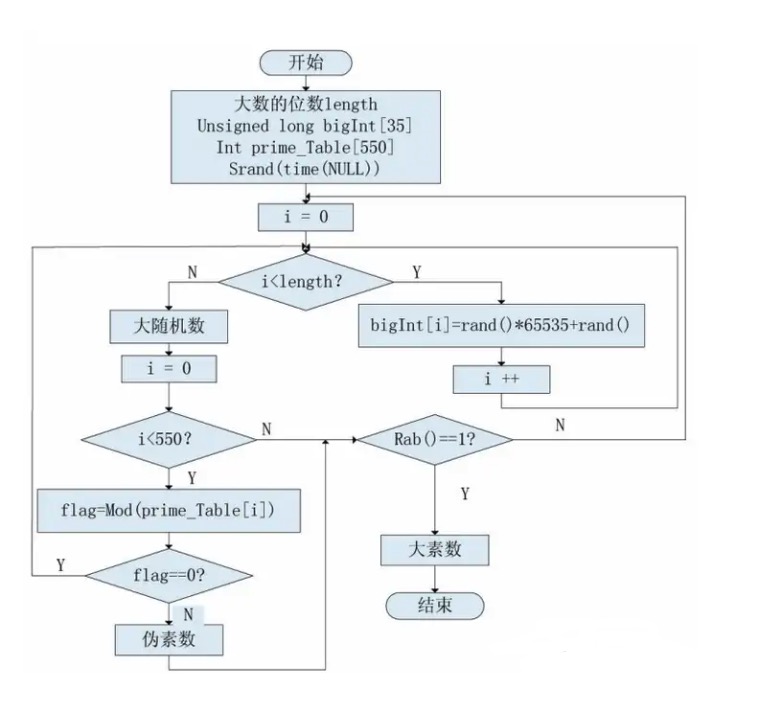 开始
大数的位数length
Unsigned long bigInt[35]
Int prime_Table[550]
Srand(time(NULL))
i = 0
i<length?
N
Y
大随机数
bigInt[i]=rand()*65535+rand()
i = 0
i ++
i<550?
N
Rab()==1?
N
Y
Y
flag=Mod(prime_Table[i])
flag==0?
Y
大素数
N
伪素数
结束